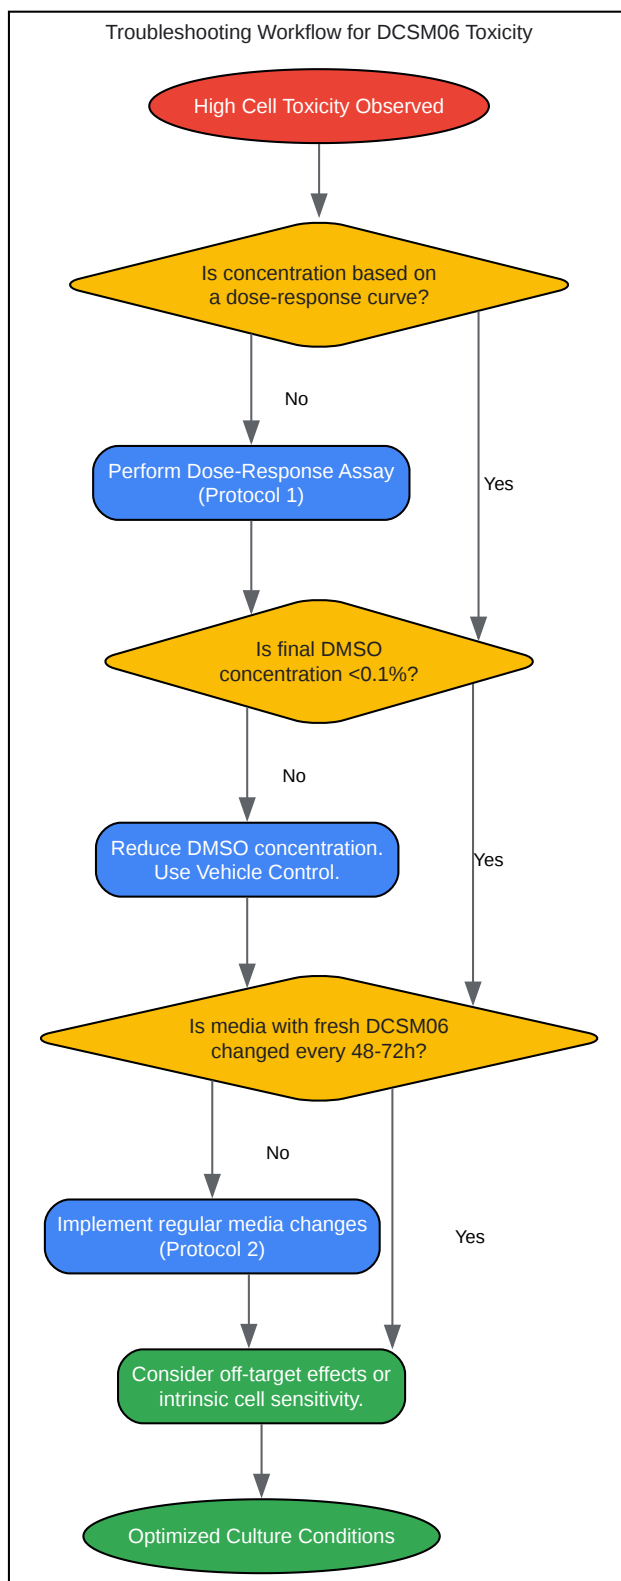 Troubleshooting Workflow for DCSM06 Toxicity
High Cell Toxicity Observed
Is concentration based on
a dose-response curve?
No
Perform Dose-Response Assay
(Protocol 1)
Yes
Is final DMSO
concentration <0.1%?
No
Reduce DMSO concentration.
Use Vehicle Control.
Yes
Is media with fresh DCSM06
changed every 48-72h?
No
Implement regular media changes
(Protocol 2)
Yes
Consider off-target effects or
intrinsic cell sensitivity.
Optimized Culture Conditions